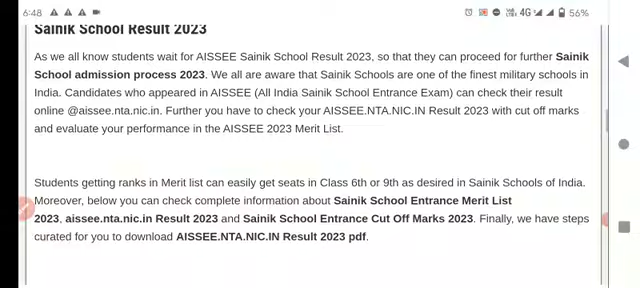 6:48 4G 56%
Sainik School Result 2023
As we all know students wait for AISSEE Sainik School Result 2023, so that they can proceed for further Sainik
School admission process 2023. We all are aware that Sainik Schools are one of the finest military schools in
India. Candidates who appeared in AISSEE (All India Sainik School Entrance Exam) can check their result
online @aissee.nta.nic.in. Further you have to check your AISSEE.NTA.NIC.IN Result 2023 with cut off marks
and evaluate your performance in the AISSEE 2023 Merit List.
Students getting ranks in Merit list can easily get seats in Class 6th or 9th as desired in Sainik Schools of India.
Moreover, below you can check complete information about Sainik School Entrance Merit List
2023, aissee.nta.nic.in Result 2023 and Sainik School Entrance Cut Off Marks 2023. Finally, we have steps
curated for you to download AISSEE.NTA.NIC.IN Result 2023 pdf.